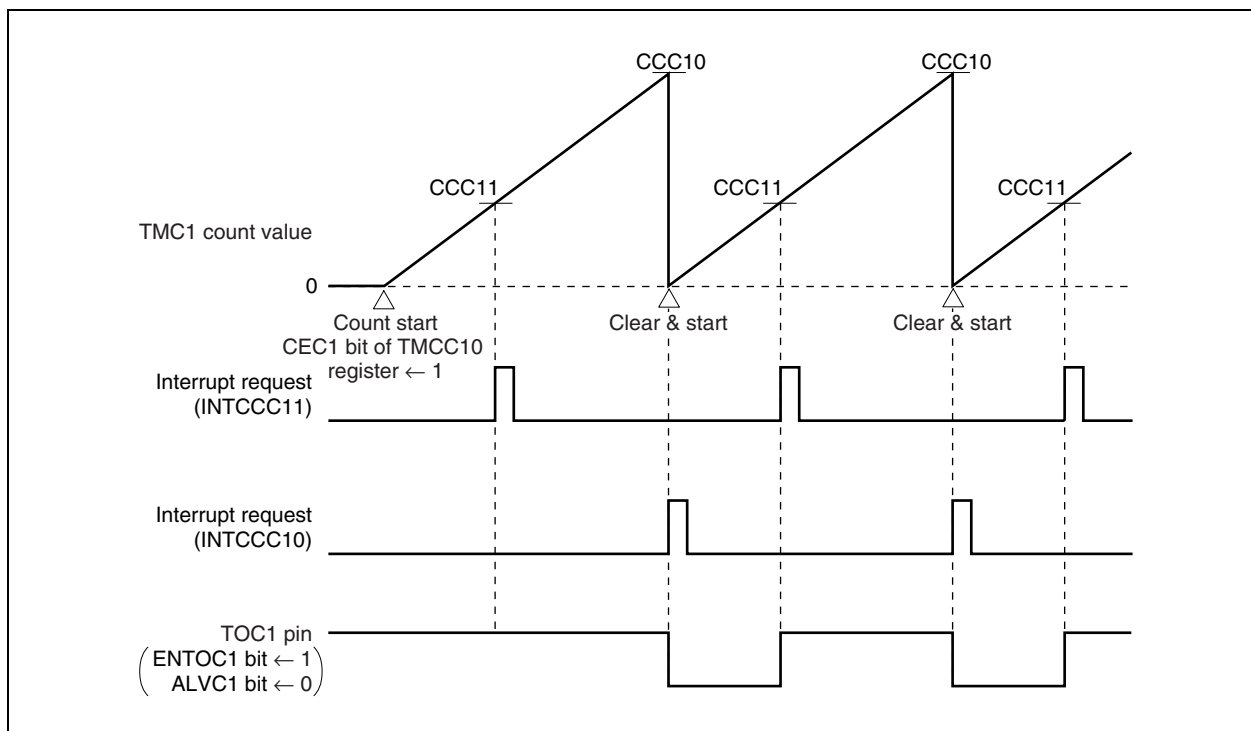 CCC10
CCC10
CCC11
CCC11
CCC11
TMC1 count value
0
Count start
CEC1 bit of TMCC10
register ← 1
Clear & start
Clear & start
Interrupt request
(INTCCC11)
Interrupt request
(INTCCC10)
TOC1 pin
(ENTOC1 bit ← 1
ALVC1 bit ← 0)